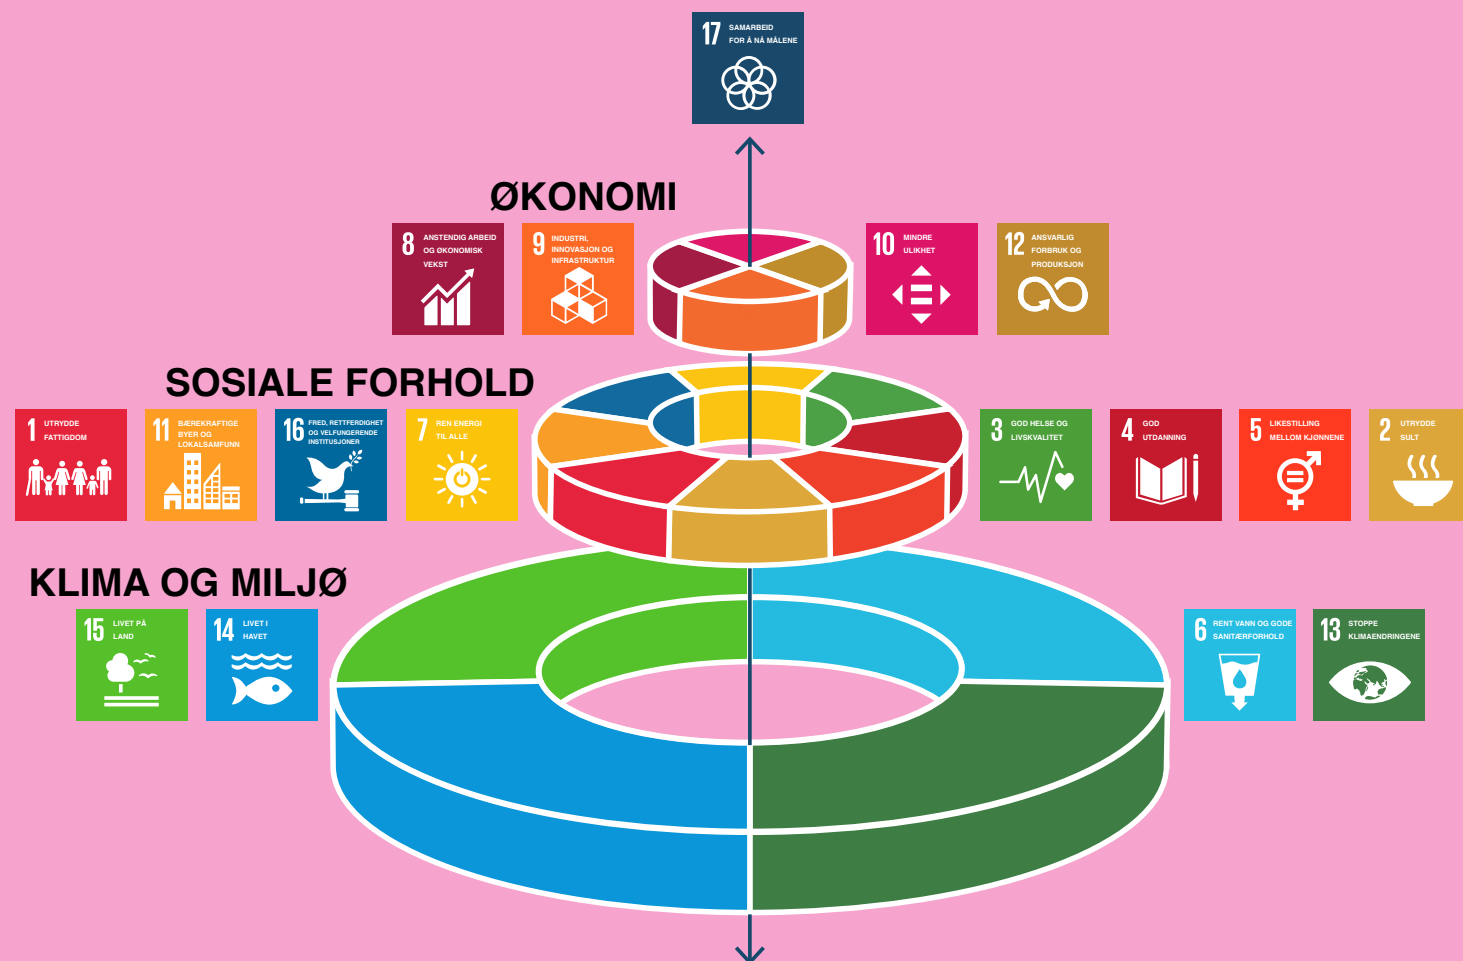 17 SAMARBEID
FOR Å NÅ MÅLENE
ØKONOMI
8 ANSTENDIG ARBEID
OG ØKONOMISK
VEKST
9 INDUSTRI,
INNOVASJON OG
INFRASTRUKTUR
10 MINDRE
ULIKHET
12 ANSVARLIG
FORBRUK OG
PRODUKSJON
SOSIALE FORHOLD
1 UTRYDDE
FATTIGDOM
11 BÆREKRAFTIGE
BYER OG
LOKALSAMFUNN
16 FRED, RETTFERDIGHET
OG VELFUNGERENDE
INSTITUSJONER
7 REN ENERGI
TIL ALLE
3 GOD HELSE OG
LIVSKVALITET
4 GOD
UTDANNING
5 LIKESTILLING
MELLOM KJØNNENE
2 UTRYDDE
SULT
KLIMA OG MILJØ
15 LIVET PÅ
LAND
14 LIVET I
HAVET
6 RENT VANN OG GODE
SANITÆRFORHOLD
13 STOPPE
KLIMAENDRINGENE